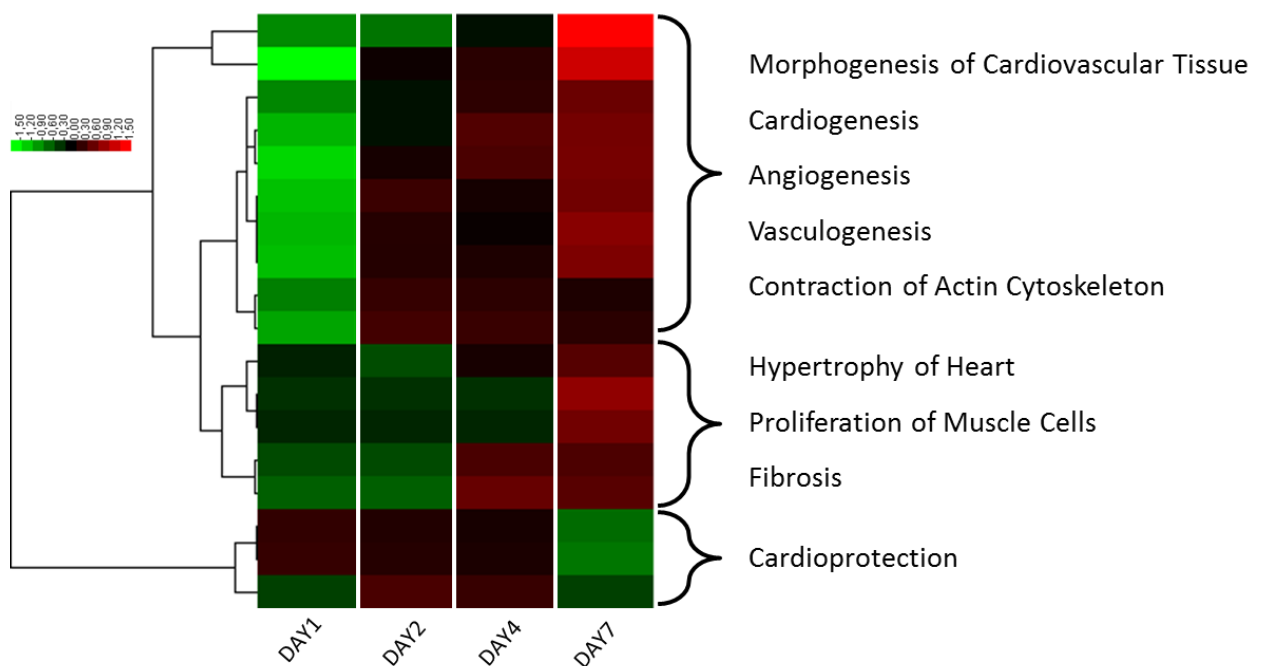 -1.50
-1.20
-0.90
-0.60
-0.30
0.00
0.30
0.60
0.90
1.20
1.50
Morphogenesis of Cardiovascular Tissue
Cardiogenesis
Angiogenesis
Vasculogenesis
Contraction of Actin Cytoskeleton
Hypertrophy of Heart
Proliferation of Muscle Cells
Fibrosis
Cardioprotection
DAY1
DAY2
DAY4
DAY7